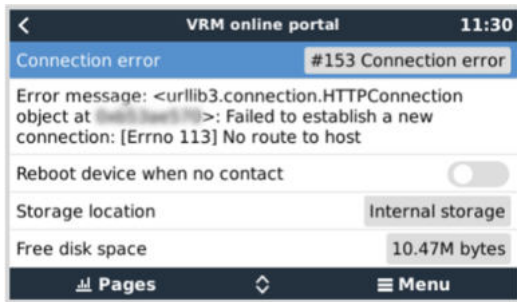 VRM online portal 11:30
Connection error #153 Connection error
Error message: <urllib3.connection.HTTPConnection
object at >: Failed to establish a new
connection: [Errno 113] No route to host
Reboot device when no contact
Storage location Internal storage
Free disk space 10.47M bytes
Pages Menu